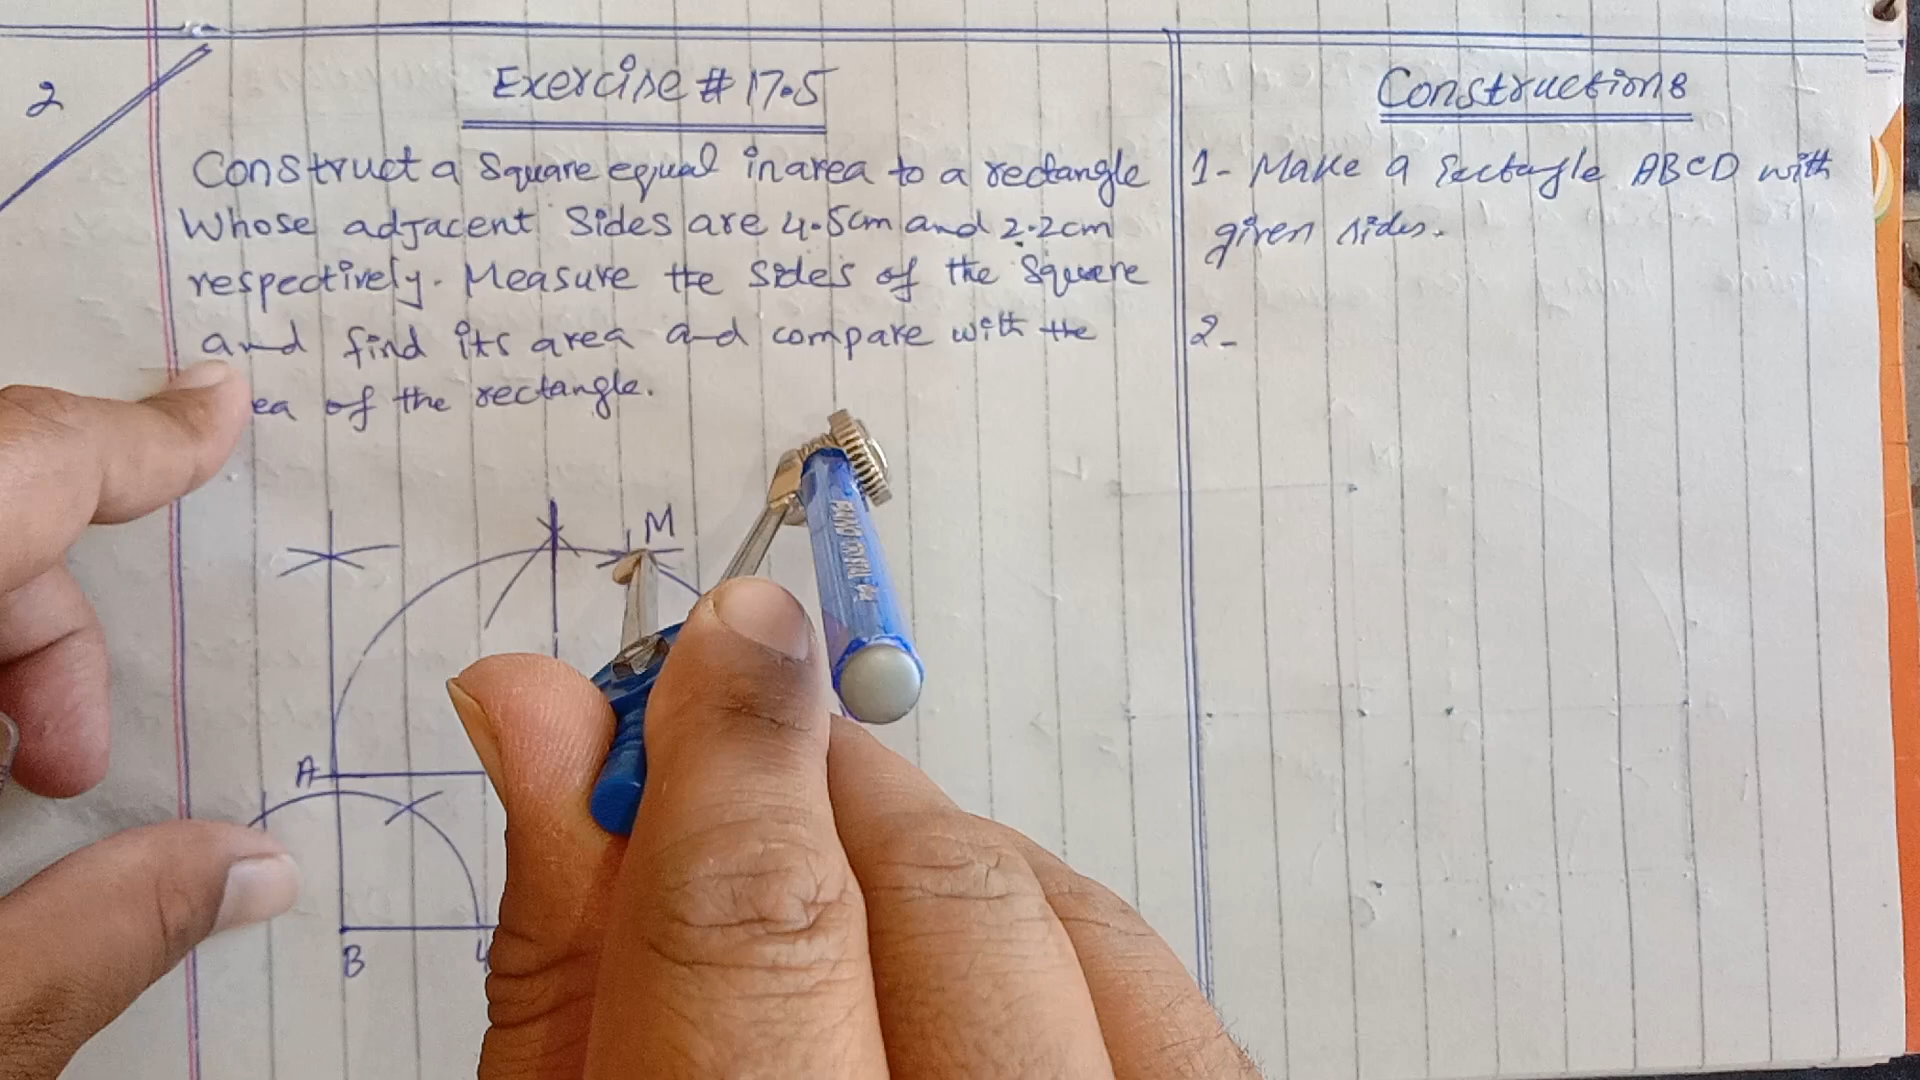 2
Exercise # 17.5
Construct a Square equal in area to a rectangle
Whose adjacent Sides are 4.5cm and 2.2cm
respectively. Measure the sides of the Square
and find its area and compare with the
ea of the rectangle.
M
A
B
4
Constructions
1- Make a rectangle ABCD with
given sides.
2-